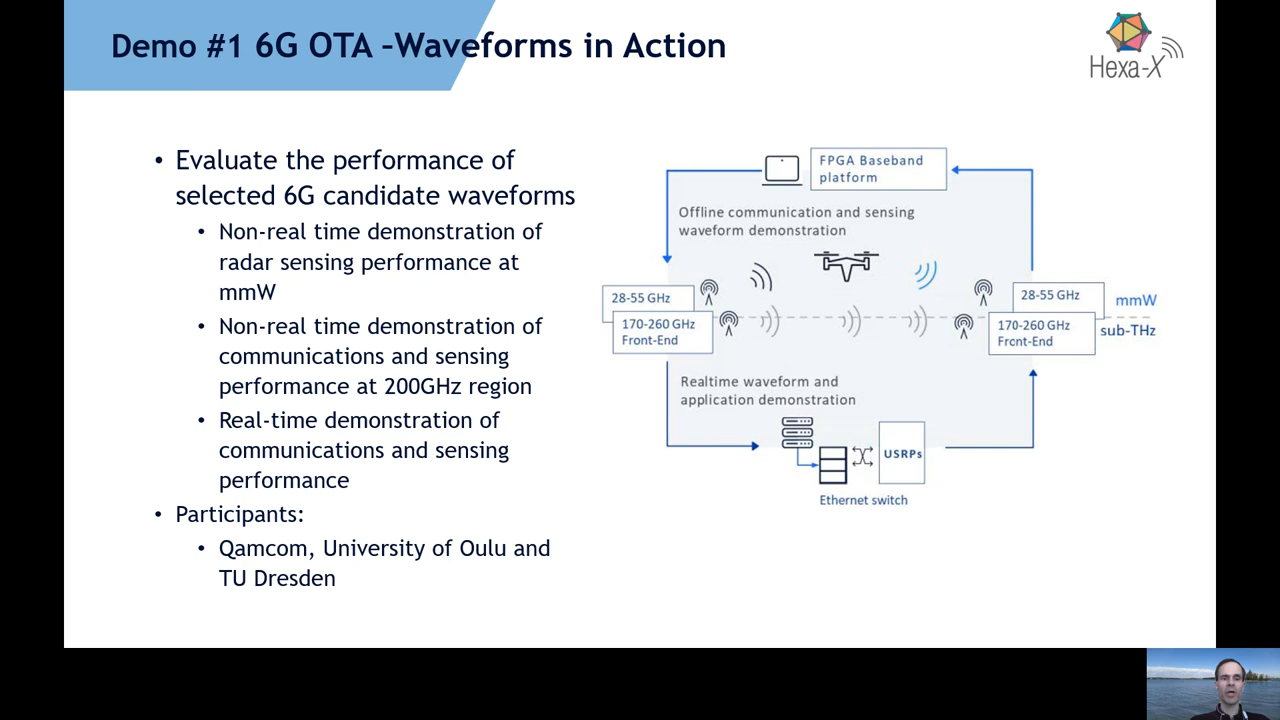 Demo #1 6G OTA –Waveforms in Action
Hexa-X
• Evaluate the performance of
selected 6G candidate waveforms
• Non-real time demonstration of
radar sensing performance at
mmW
• Non-real time demonstration of
communications and sensing
performance at 200GHz region
• Real-time demonstration of
communications and sensing
performance
• Participants:
• Qamcom, University of Oulu and
TU Dresden
FPGA Baseband
platform
Offline communication and sensing
waveform demonstration
28-55 GHz
170-260 GHz
Frcnt-End
28-55 GHz
170-260 GHz
Frcnt-End
mmW
sub-THz
Realtime waveform and
application demonstration
USRPs
Ethernet switch